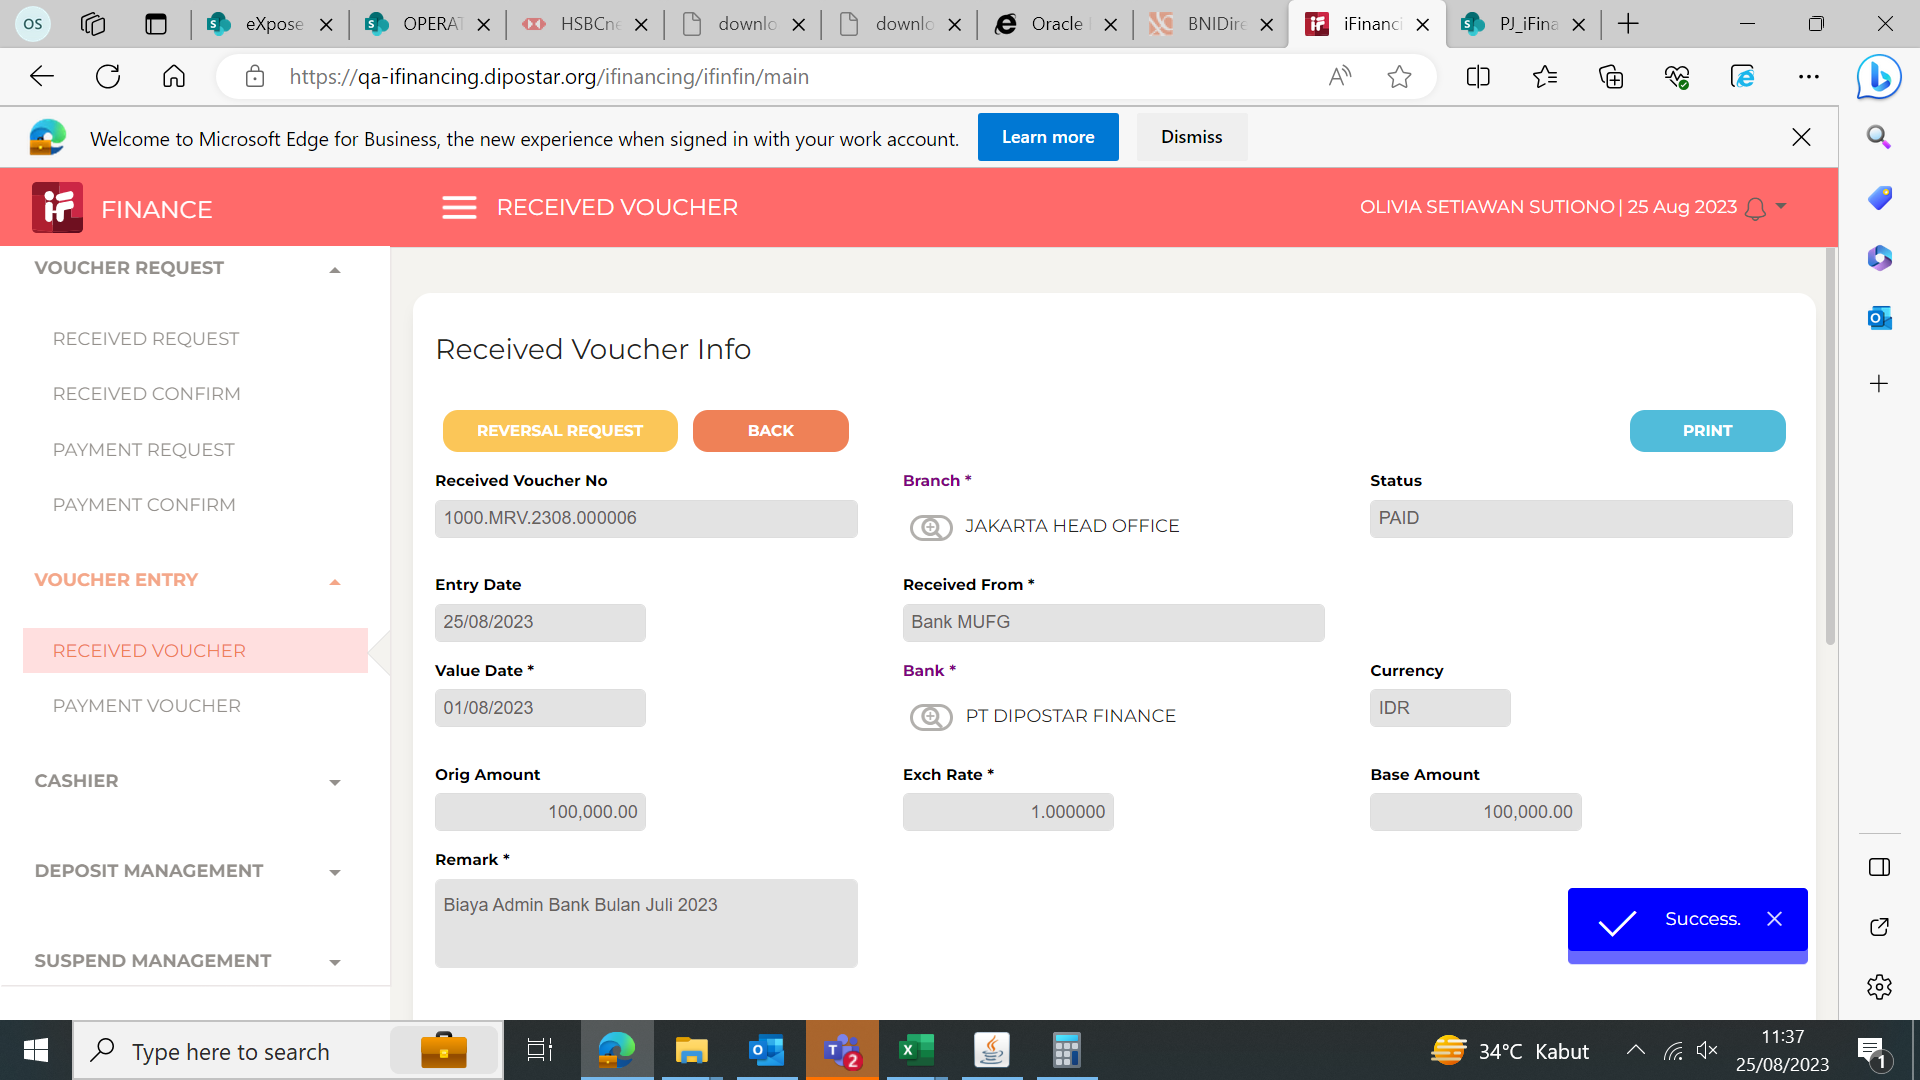 OS
eXpose
OPERAT
HSBCne
downlo
downlo
Oracle
BNIDire
iFinanci
PJ_iFina
https://qa-ifinancing.dipostar.org/ifinancing/ifinfin/main
Welcome to Microsoft Edge for Business, the new experience when signed in with your work account.
Learn more
Dismiss
iF FINANCE
RECEIVED VOUCHER
OLIVIA SETIAWAN SUTIONO | 25 Aug 2023
VOUCHER REQUEST
RECEIVED REQUEST
RECEIVED CONFIRM
PAYMENT REQUEST
PAYMENT CONFIRM
VOUCHER ENTRY
RECEIVED VOUCHER
PAYMENT VOUCHER
CASHIER
DEPOSIT MANAGEMENT
SUSPEND MANAGEMENT
Received Voucher Info
REVERSAL REQUEST
BACK
PRINT
Received Voucher No
Branch *
Status
1000.MRV.2308.000006
JAKARTA HEAD OFFICE
PAID
Entry Date
Received From *
25/08/2023
Bank MUFG
Value Date *
Bank *
Currency
01/08/2023
PT DIPOSTAR FINANCE
IDR
Orig Amount
Exch Rate *
Base Amount
100,000.00
1.000000
100,000.00
Remark *
Biaya Admin Bank Bulan Juli 2023
Success.
Type here to search
2
34°C Kabut
11:37
25/08/2023
1